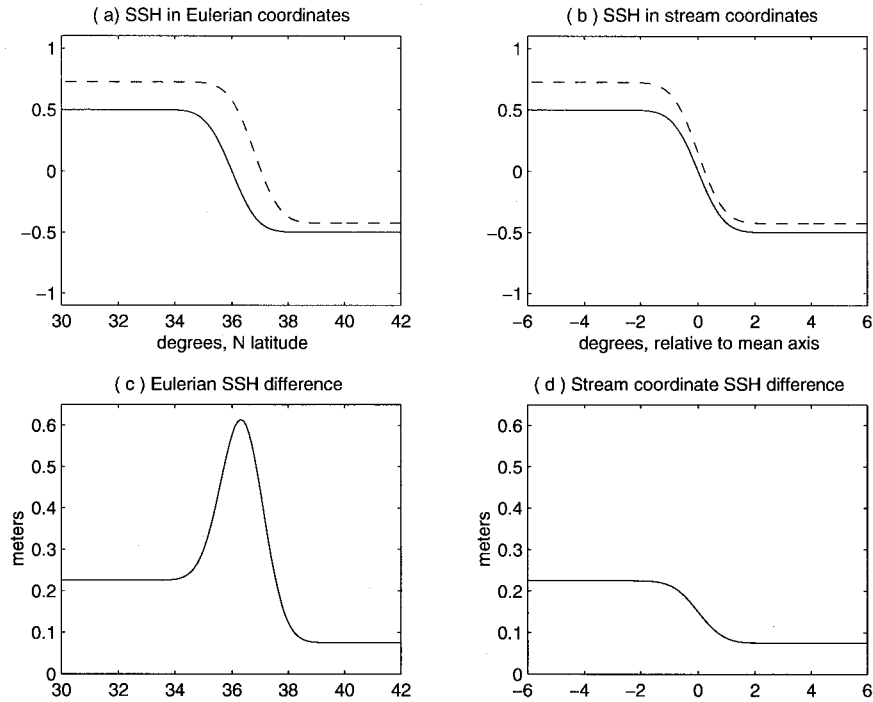 ( a) SSH in Eulerian coordinates
1
0.5
0
−0.5
−1
30 32 34 36 38 40 42
degrees, N latitude
( b) SSH in stream coordinates
1
0.5
0
−0.5
−1
−6 −4 −2 0 2 4 6
degrees, relative to mean axis
( c) Eulerian SSH difference
0.6
0.5
0.4
0.3
0.2
0.1
0
meters
30 32 34 36 38 40 42
( d) Stream coordinate SSH difference
0.6
0.5
0.4
0.3
0.2
0.1
0
meters
−6 −4 −2 0 2 4 6